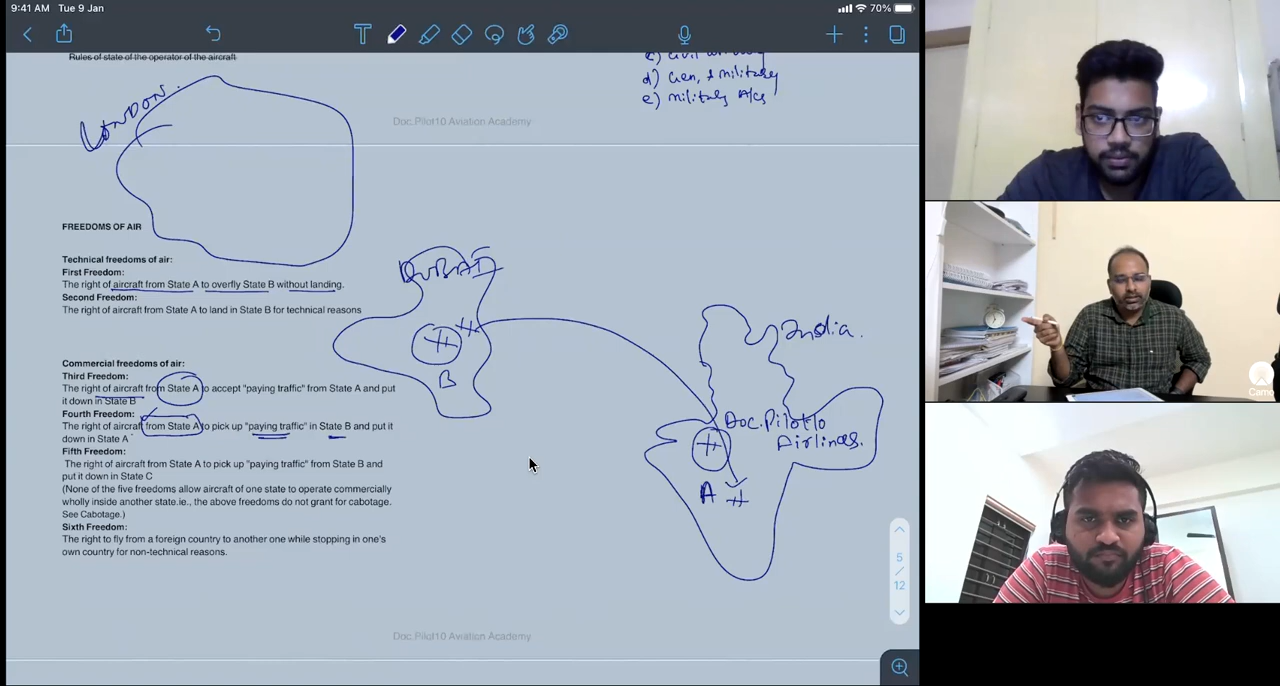 9:41 AM Tue 9 Jan
70%
Rules of state of the operator of the aircraft
d) Gen, & military
e) military A/cs
Doc.Pilot10 Aviation Academy
LONDON.
FREEDOMS OF AIR
Technical freedoms of air:
First Freedom:
The right of aircraft from State A to overfly State B without landing.
Second Freedom:
The right of aircraft from State A to land in State B for technical reasons
Commercial freedoms of air:
Third Freedom:
The right of aircraft from State A to accept "paying traffic" from State A and put
it down in State B
Fourth Freedom:
The right of aircraft from State A to pick up "paying traffic" in State B and put it
down in State A
Fifth Freedom:
The right of aircraft from State A to pick up "paying traffic" from State B and
put it down in State C
(None of the five freedoms allow aircraft of one state to operate commercially
wholly inside another state.ie., the above freedoms do not grant for cabotage.
See Cabotage.)
Sixth Freedom:
The right to fly from a foreign country to another one while stopping in one's
own country for non-technical reasons.
DUBAI
B
India.
Doc.Pilot10
Airlines.
A
5
/
12
Doc.Pilot10 Aviation Academy
Camo